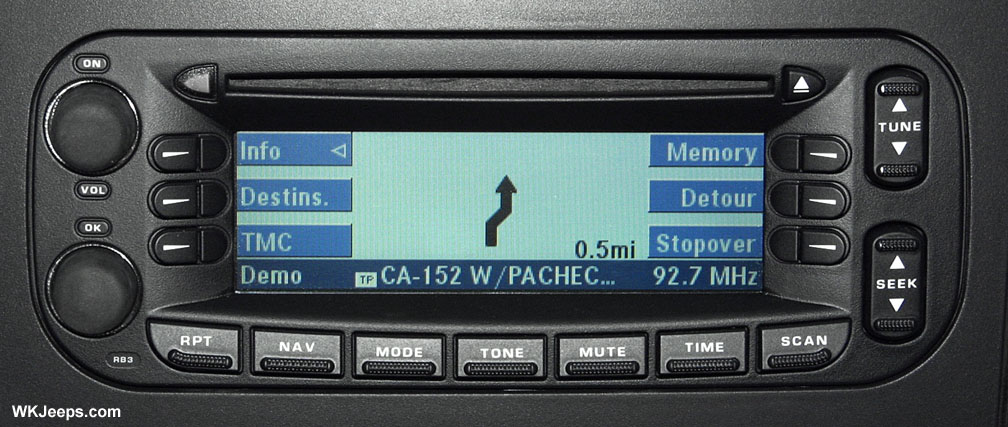 ON
VOL
OK
RB3
Info
Destins.
TMC
Demo
0.5mi
TP CA-152 W/PACHEC... 92.7 MHz
Memory
Detour
Stopover
TUNE
SEEK
RPT NAV MODE TONE MUTE TIME SCAN
WKJeeps.com